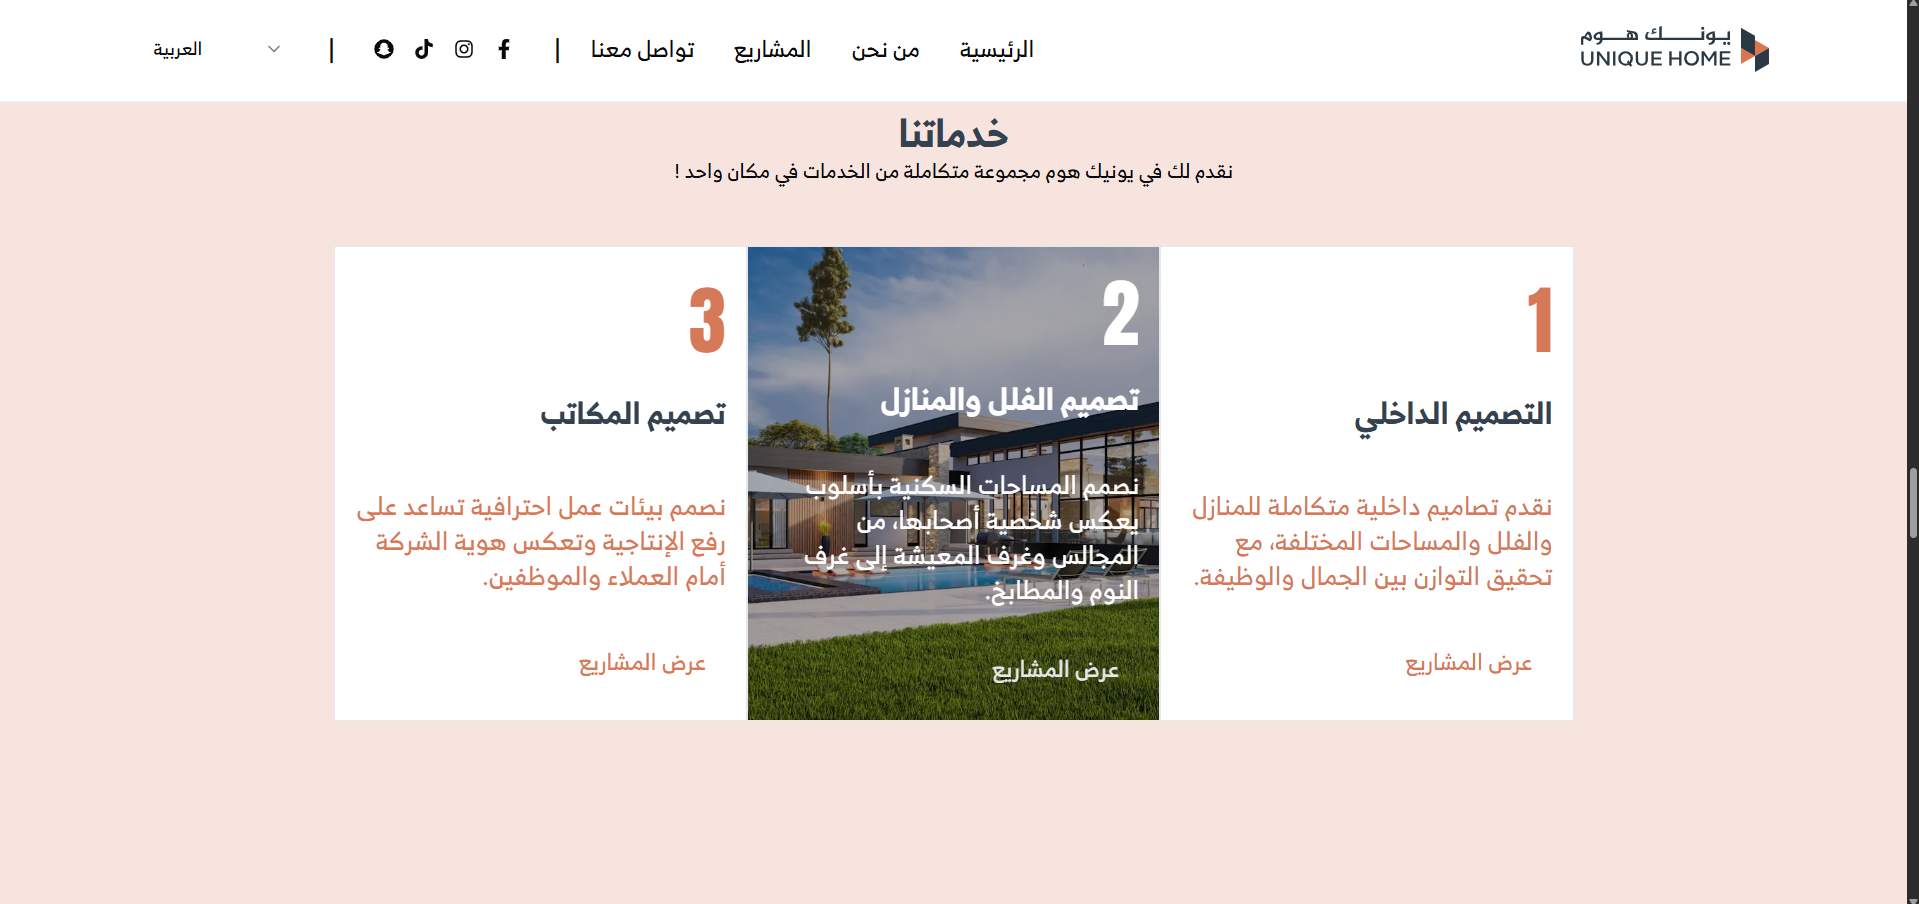 يونـــك هـــوم
UNIQUE HOME
الرئيسية
من نحن
المشاريع
تواصل معنا
|
|
العربية
خدماتنا
نقدم لك في يونيك هوم مجموعة متكاملة من الخدمات في مكان واحد !
1
التصميم الداخلي
نقدم تصاميم داخلية متكاملة للمنازل
والفلل والمساحات المختلفة، مع
تحقيق التوازن بين الجمال والوظيفة.
عرض المشاريع
2
تصميم الفلل والمنازل
نصمم المساحات السكنية بأسلوب
يعكس شخصية أصحابها، من
المجالس وغرف المعيشة إلى غرف
النوم والمطابخ.
عرض المشاريع
3
تصميم المكاتب
نصمم بيئات عمل احترافية تساعد على
رفع الإنتاجية وتعكس هوية الشركة
أمام العملاء والموظفين.
عرض المشاريع